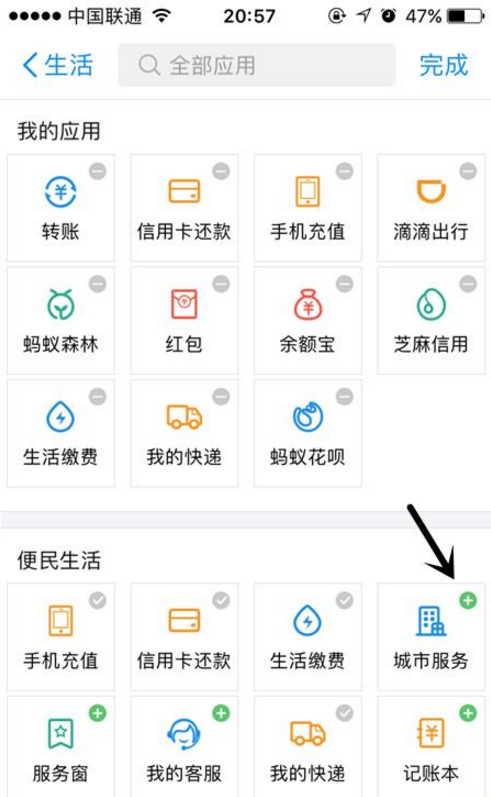 中国联通 20:57 47%
生活 全部应用 完成
我的应用
转账 信用卡还款 手机充值 滴滴出行
蚂蚁森林 红包 余额宝 芝麻信用
生活缴费 我的快递 蚂蚁花呗
便民生活
手机充值 信用卡还款 生活缴费 城市服务
服务窗 我的客服 我的快递 记账本